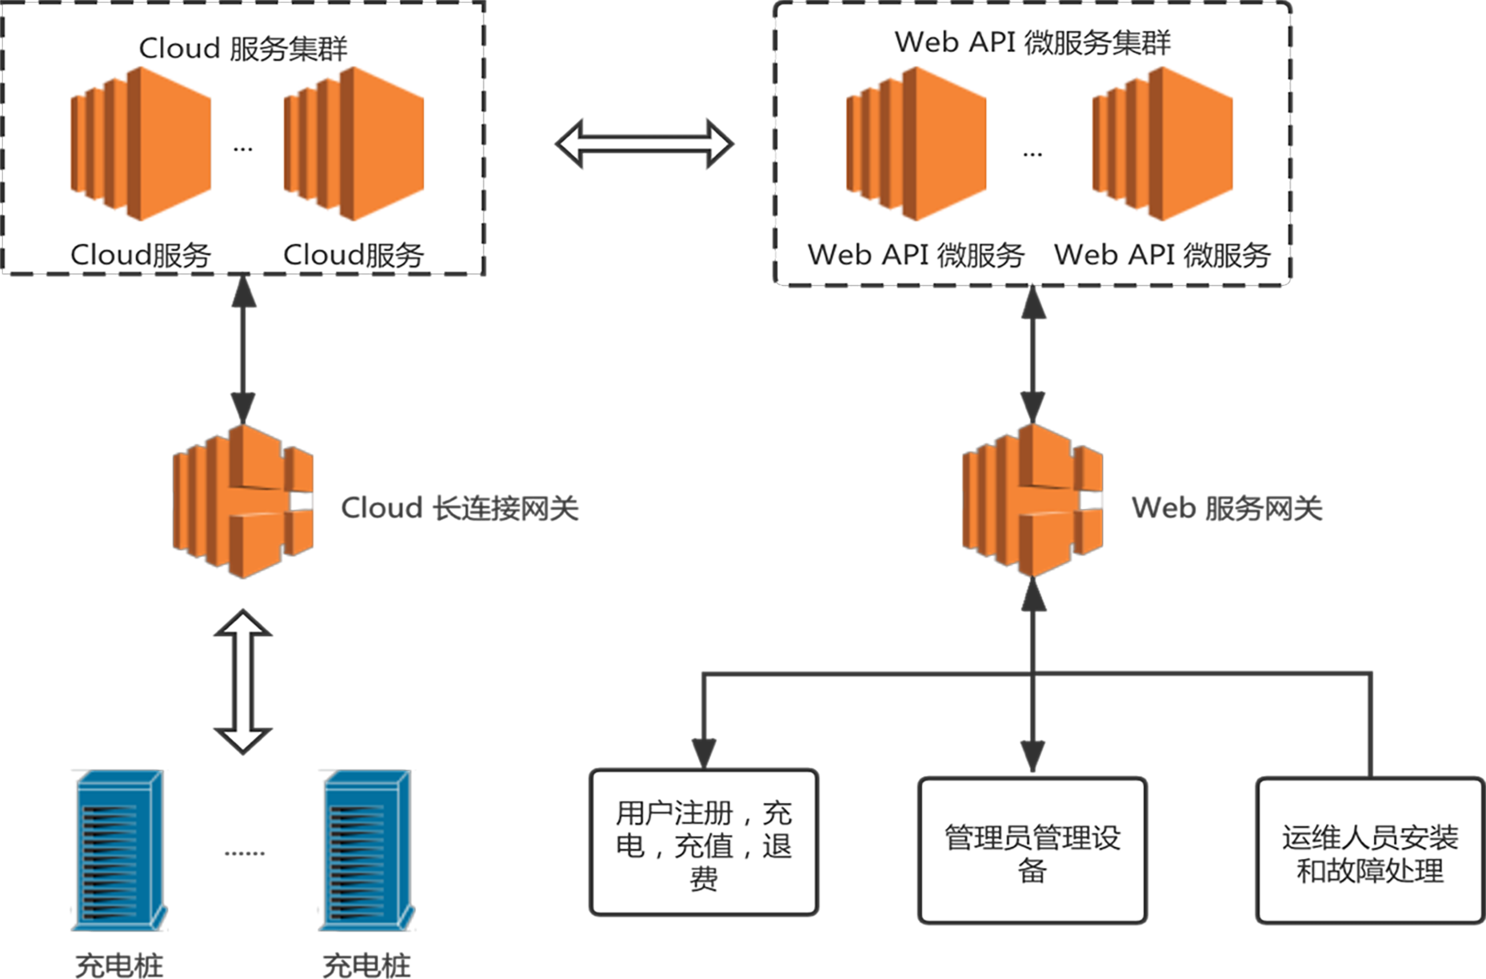 Cloud 服务集群
...
Cloud服务
Cloud服务
Web API 微服务集群
...
Web API 微服务
Web API 微服务
Cloud 长连接网关
Web 服务网关
......
充电桩
充电桩
用户注册，充
电，充值，退
费
管理员管理设
备
运维人员安装
和故障处理